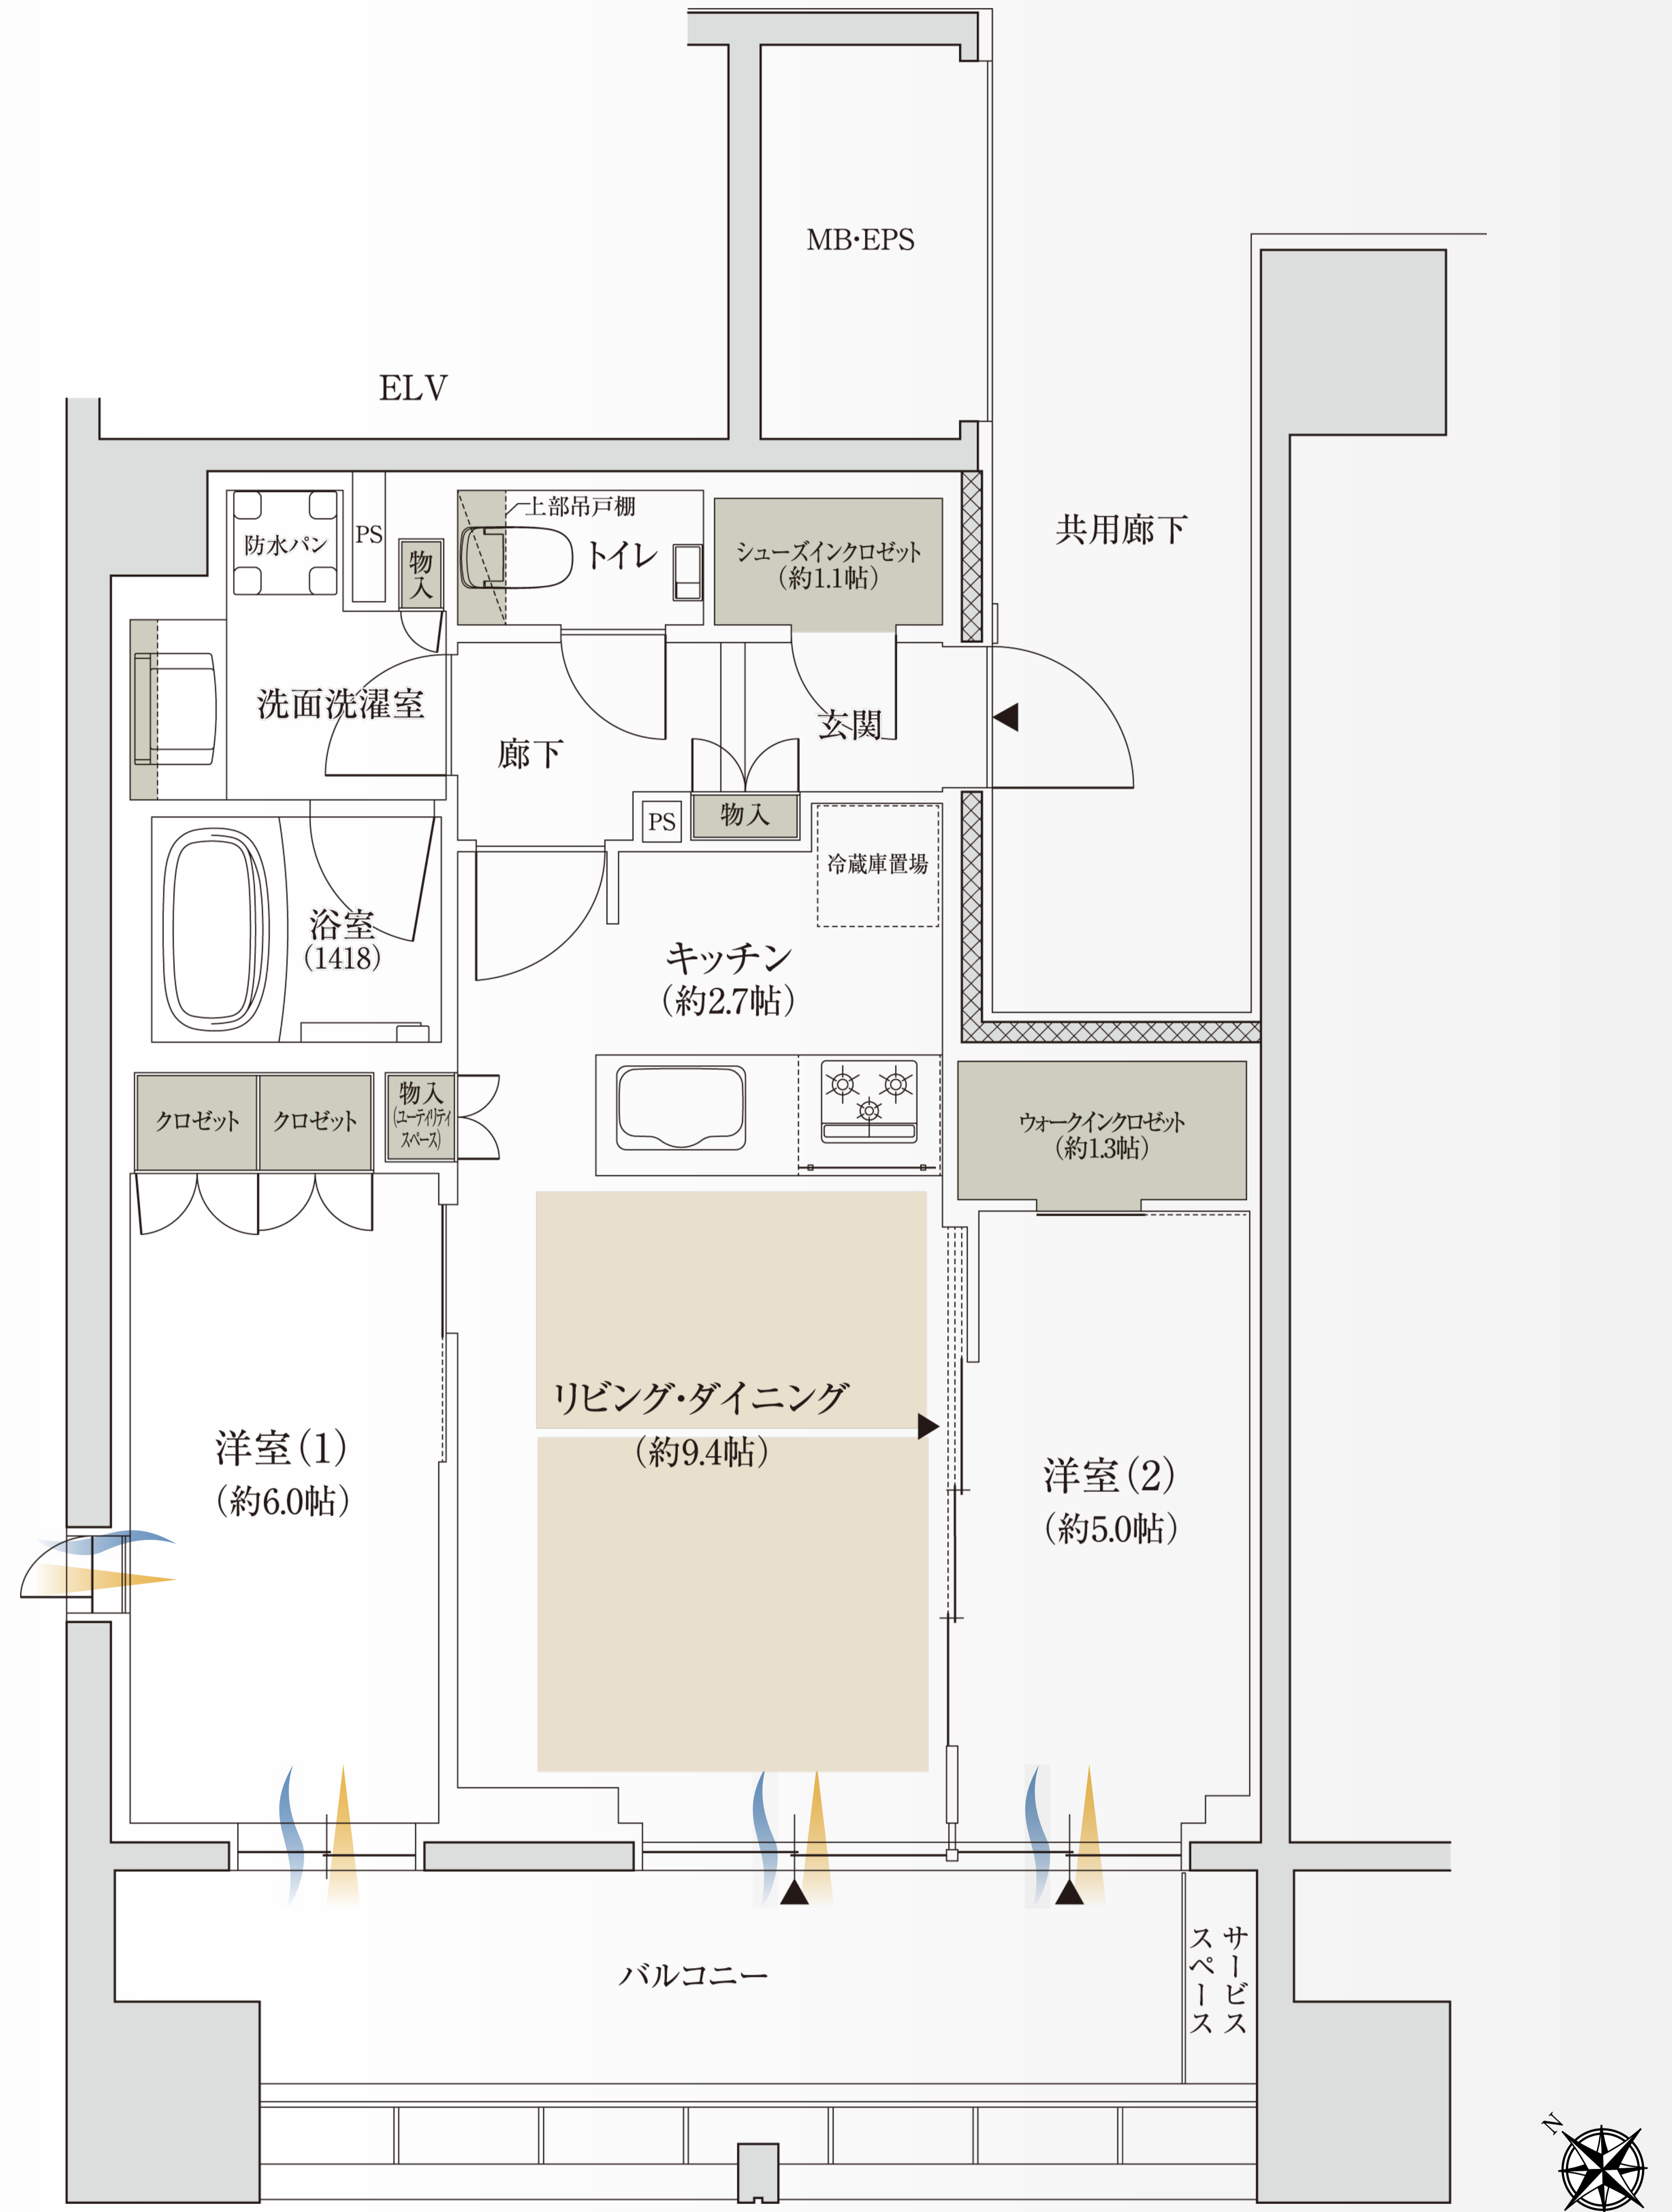 MB・EPS
ELV
上部吊戸棚
防水パン
PS
物入
トイレ
シューズインクロゼット
（約1.1帖）
共用廊下
洗面洗濯室
廊下
玄関
PS
物入
冷蔵庫置場
浴室
（1418）
キッチン
（約2.7帖）
クロゼット
クロゼット
物入
（ユーティリティ
スペース）
ウォークインクロゼット
（約1.3帖）
リビング・ダイニング
（約9.4帖）
洋室（1）
（約6.0帖）
洋室（2）
（約5.0帖）
バルコニー
サービス
スペース
N